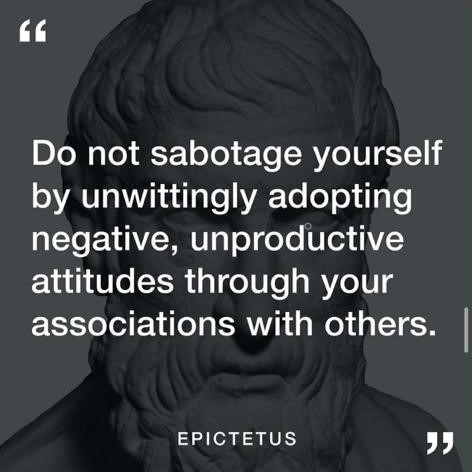 “
Do not sabotage yourself
by unwittingly adopting
negative, unproductive
attitudes through your
associations with others.
EPICTETUS
”